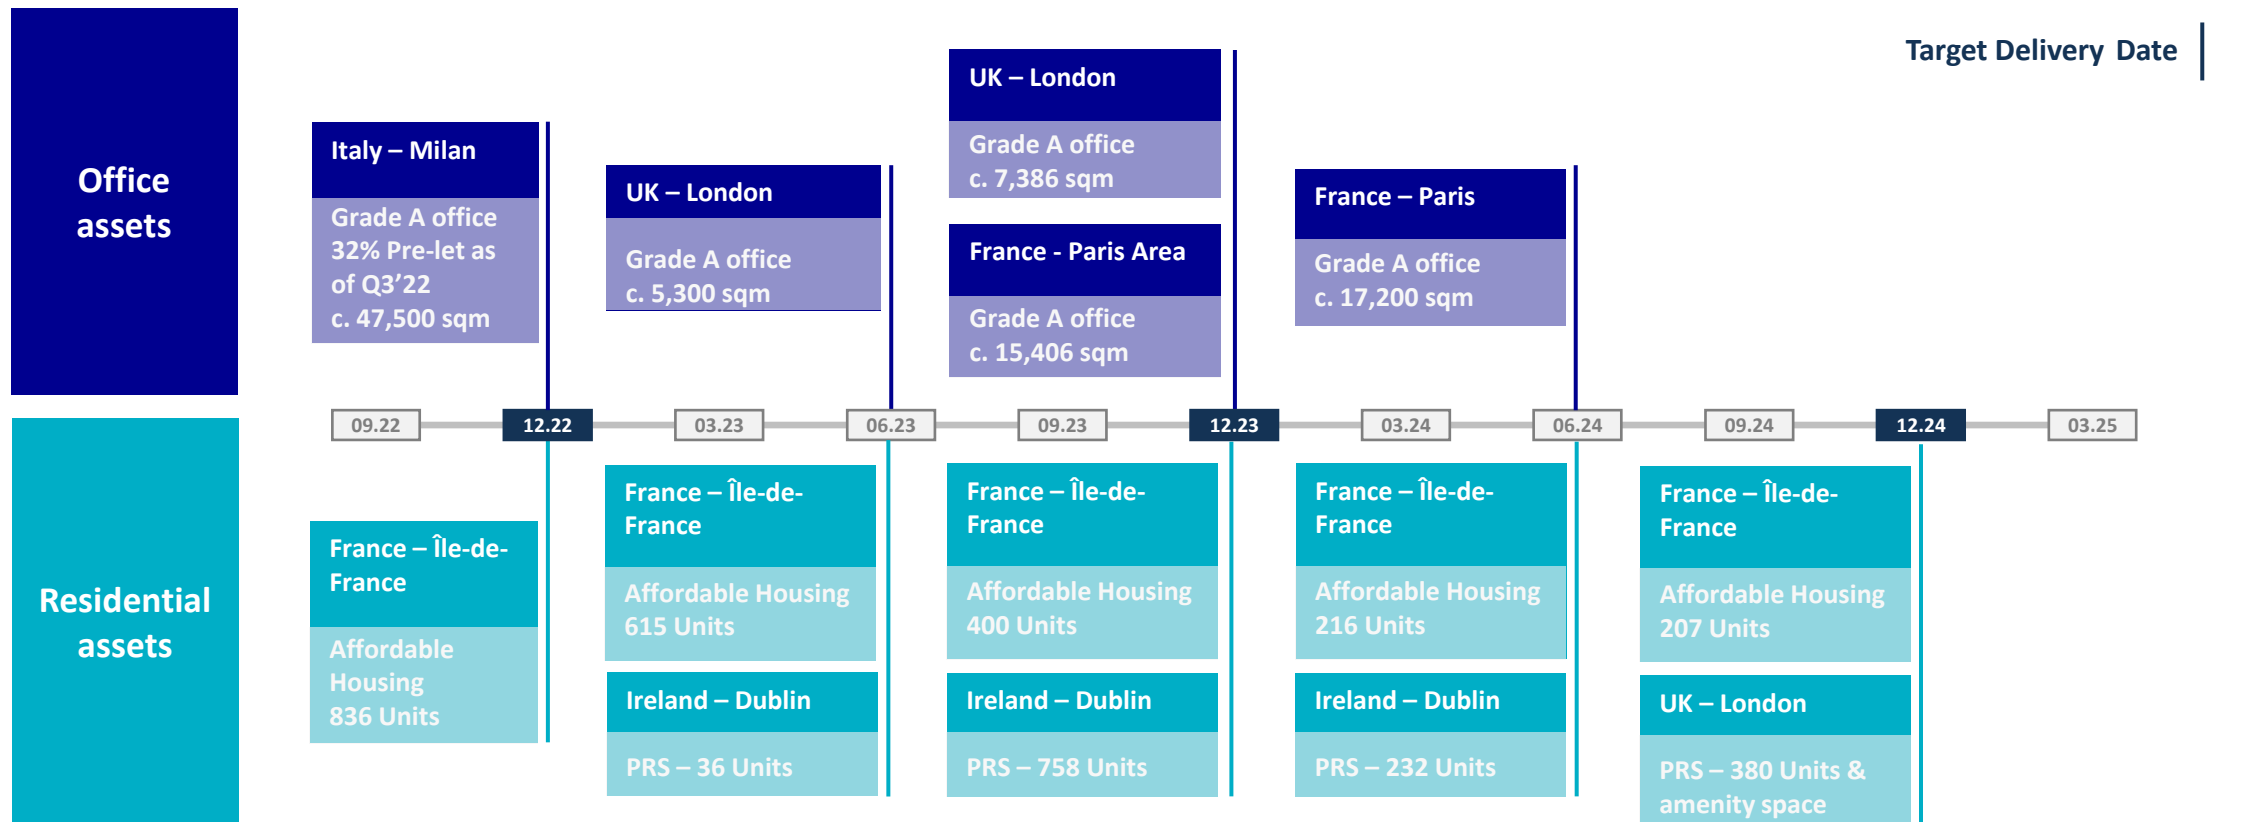 Target Delivery Date
Office
assets
Italy – Milan
Grade A office
32% Pre-let as
of Q3’22
c. 47,500 sqm
UK – London
Grade A office
c. 5,300 sqm
UK – London
Grade A office
c. 7,386 sqm
France - Paris Area
Grade A office
c. 15,406 sqm
France – Paris
Grade A office
c. 17,200 sqm
09.22
12.22
03.23
06.23
09.23
12.23
03.24
06.24
09.24
12.24
03.25
Residential
assets
France – Île-de-
France
Affordable
Housing
836 Units
France – Île-de-
France
Affordable Housing
615 Units
Ireland – Dublin
PRS – 36 Units
France – Île-de-
France
Affordable Housing
400 Units
Ireland – Dublin
PRS – 758 Units
France – Île-de-
France
Affordable Housing
216 Units
Ireland – Dublin
PRS – 232 Units
France – Île-de-
France
Affordable Housing
207 Units
UK – London
PRS – 380 Units &
amenity space